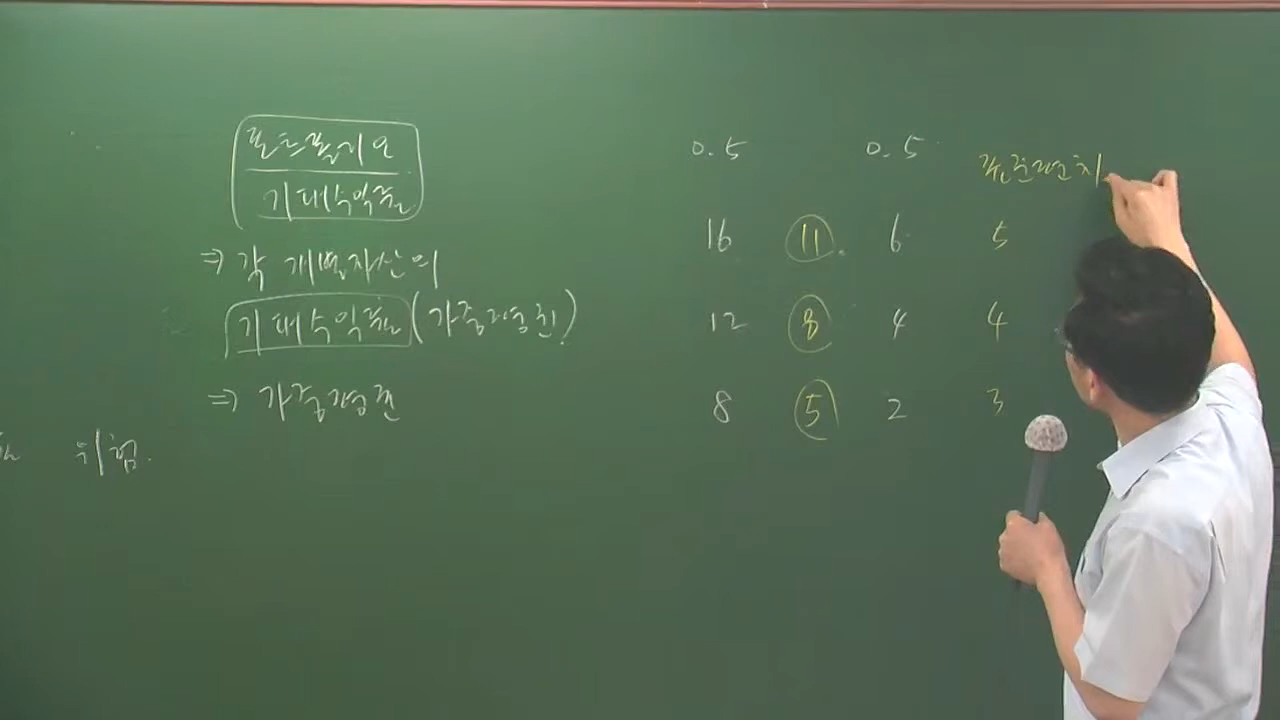 포트폴리오
기대수익률
⇒ 각 개별자산의
기대수익률 (가중평균)
⇒ 가중평균
위험.
0.5 0.5
16 11 6 5
12 8 4 4
8 5 2 3